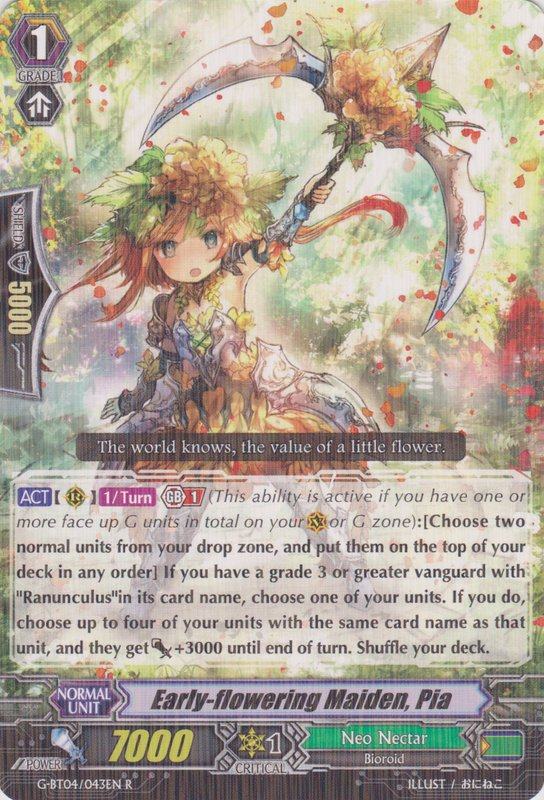 1
GRADE
SHIELD
5000
The world knows, the value of a little flower.
ACT【 R 】1/Turn GB 1 (This ability is active if you have one or
more face up G units in total on your V or G zone):[Choose two
normal units from your drop zone, and put them on the top of your
deck in any order] If you have a grade 3 or greater vanguard with
"Ranunculus"in its card name, choose one of your units. If you do,
choose up to four of your units with the same card name as that
unit, and they get +3000 until end of turn. Shuffle your deck.
NORMAL
UNIT
Early-flowering Maiden, Pia
POWER
7000
1
CRITICAL
Neo Nectar
Bioroid
G-BT04/043EN R
ILLUST / おにねこ